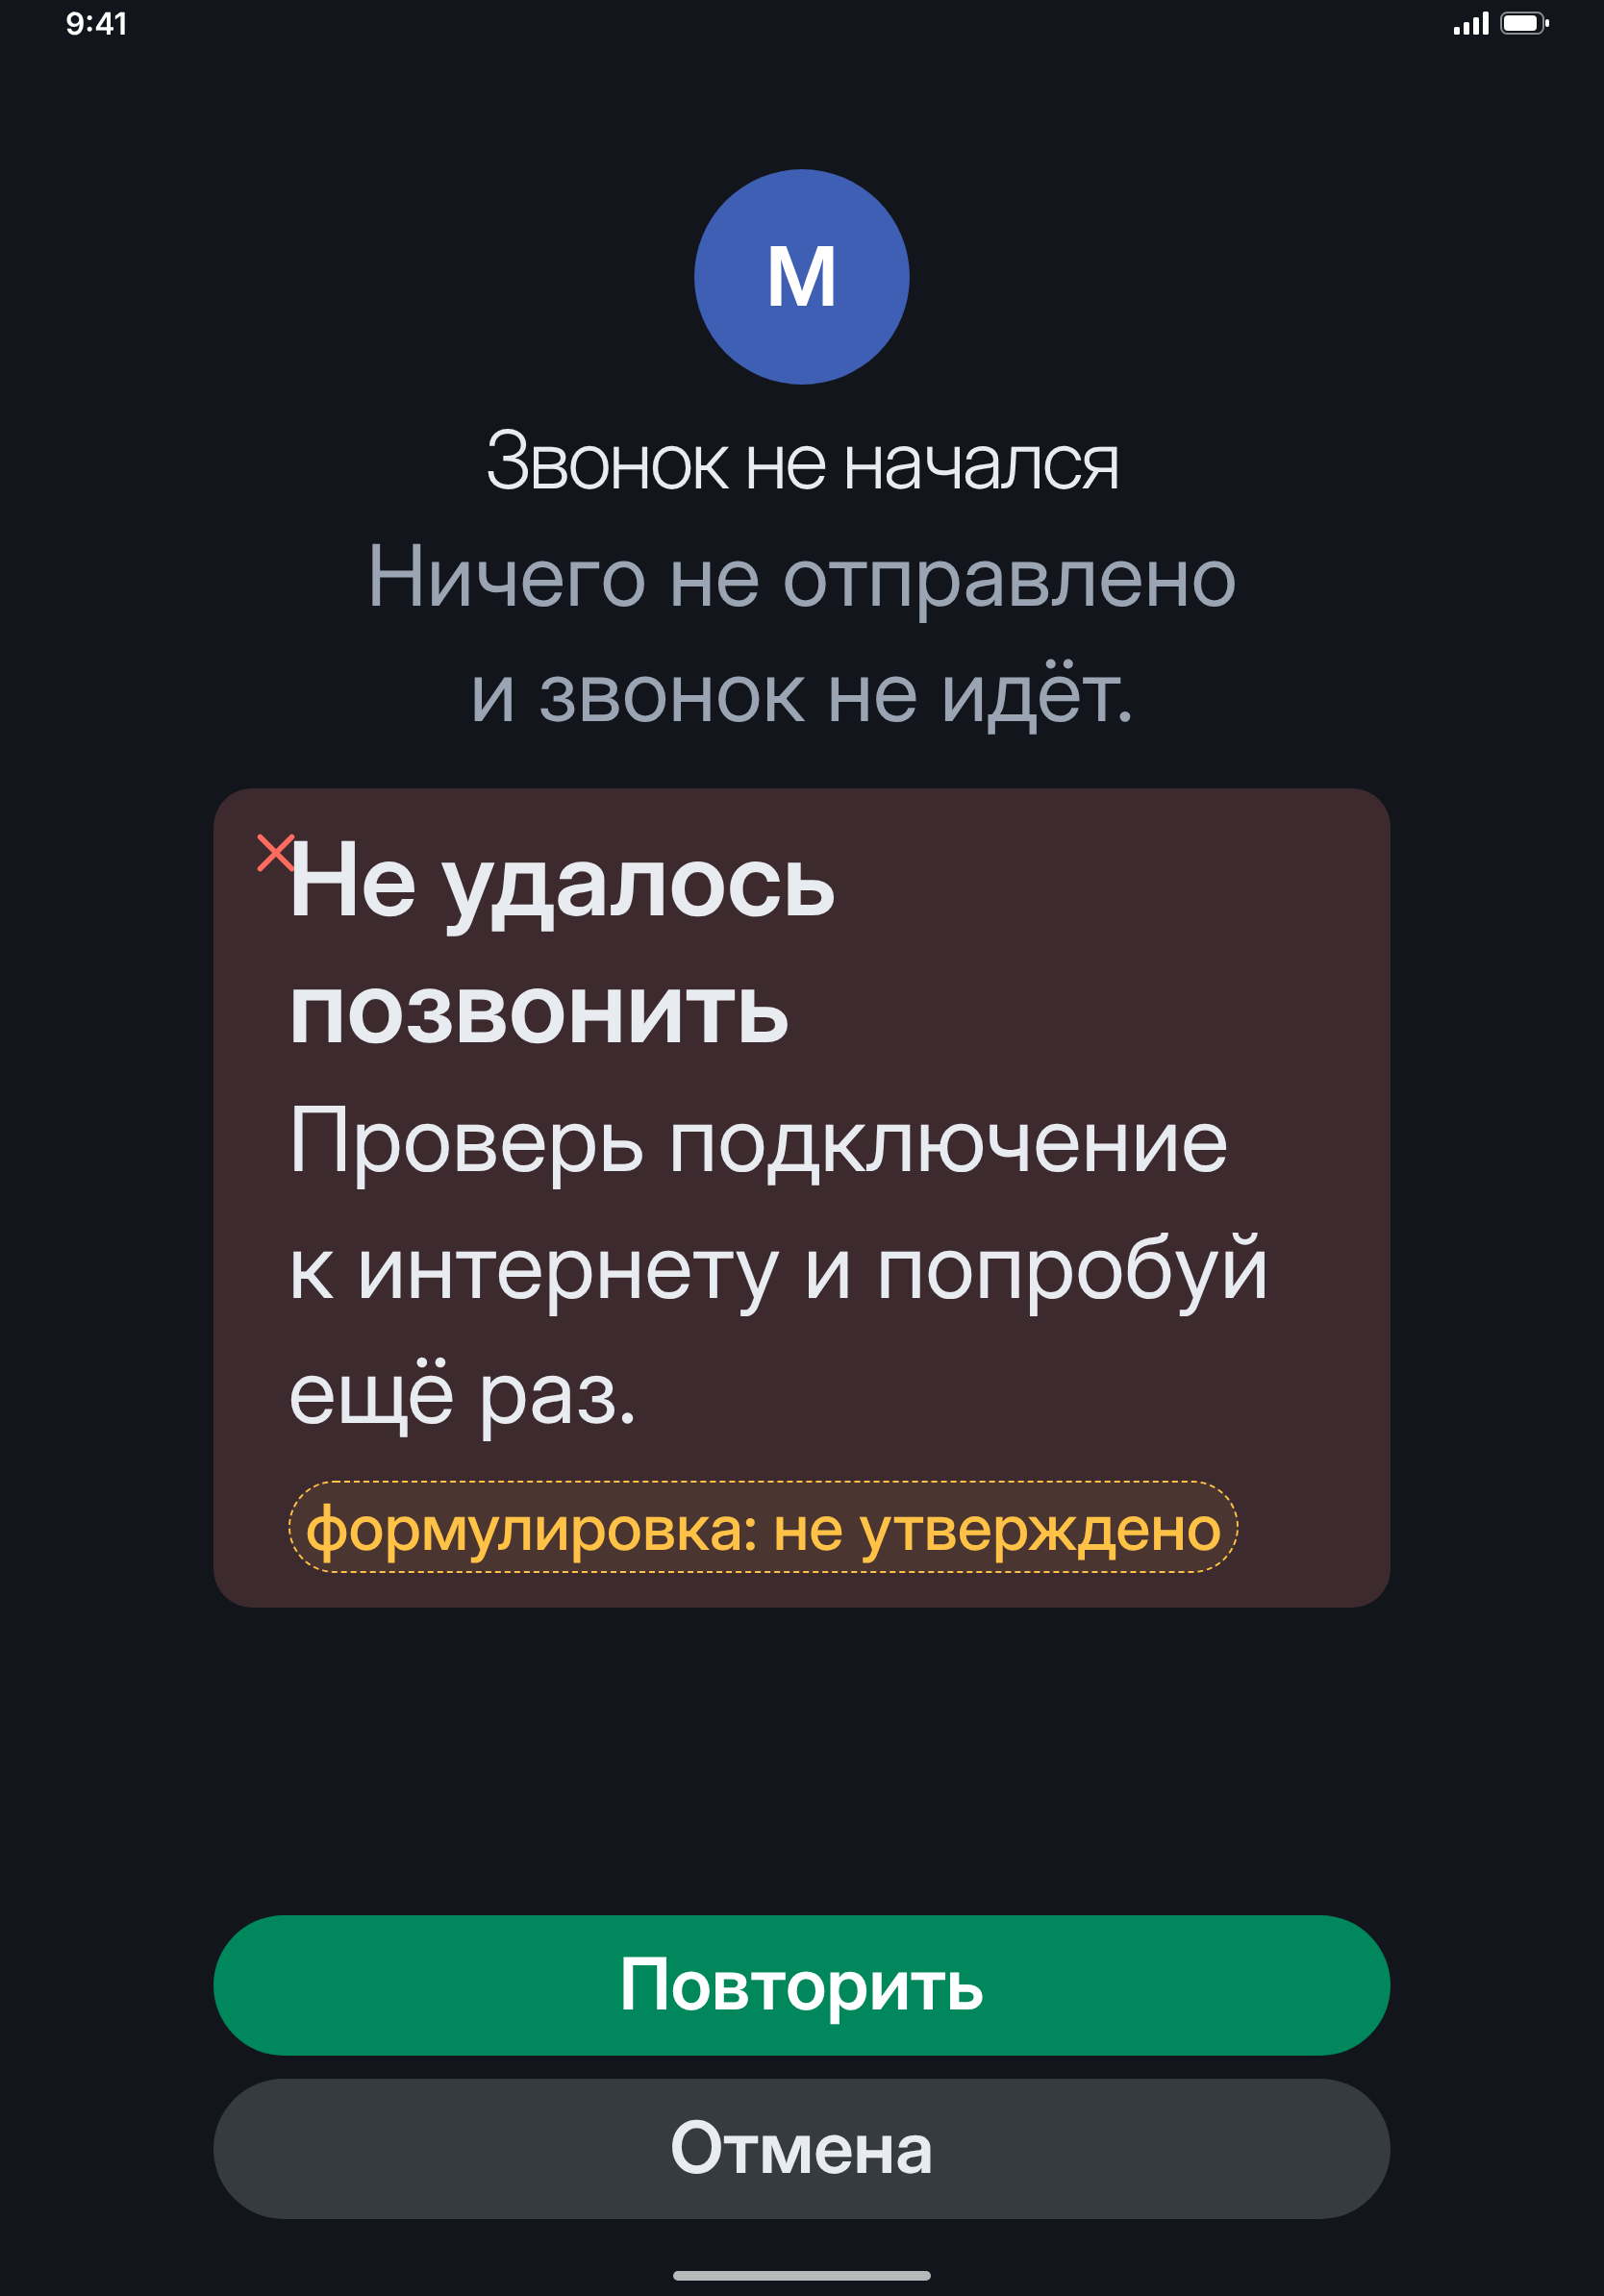 9:41
М
Звонок не начался
Ничего не отправлено
и звонок не идёт.
Не удалось
позвонить
Проверь подключение
к интернету и попробуй
ещё раз.
формулировка: не утверждено
Повторить
Отмена